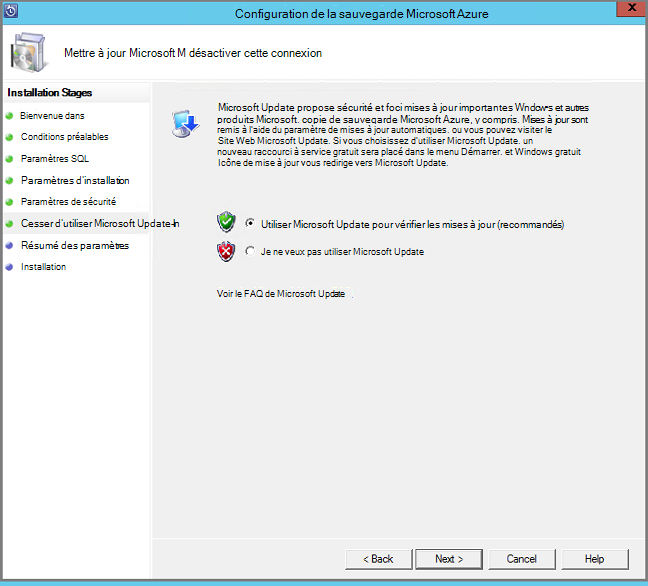 Configuration de la sauvegarde Microsoft Azure
X
Mettre à jour Microsoft M désactiver cette connexion
Installation Stages
Bienvenue dans
Conditions préalables
Paramètres SQL
Paramètres d'installation
Paramètres de sécurité
Cesser d'utiliser Microsoft Update-In
Résumé des paramètres
Installation
Microsoft Update propose sécurité et foci mises à jour importantes Windows et autres
produits Microsoft. copie de sauvegarde Microsoft Azure, y compris. Mises à jour sont
remis à l'aide du paramètre de mises à jour automatiques. ou vous pouvez visiter le
Site Web Microsoft Update. Si vous choisissez d'utiliser Microsoft Update. un
nouveau raccourci à service gratuit sera placé dans le menu Démarrer. et Windows gratuit
Icône de mise à jour vous redirige vers Microsoft Update.
Utiliser Microsoft Update pour vérifier les mises à jour (recommandés)
Je ne veux pas utiliser Microsoft Update
Voir le FAQ de Microsoft Update .
< Back
Next >
Cancel
Help